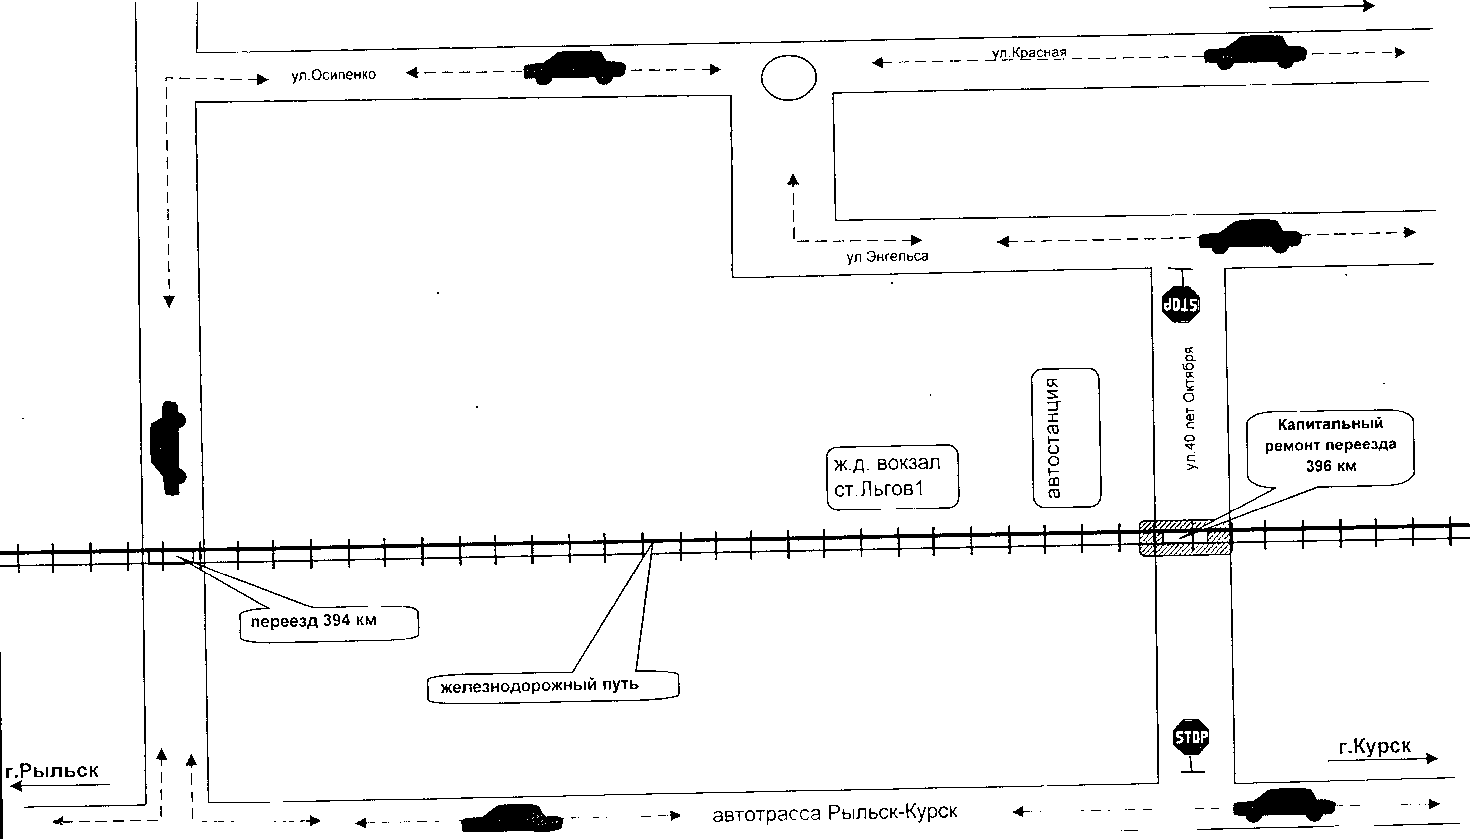 ул.Осипенко
ул.Красная
ул Энгельса
STOP
ул.40 лет Октября
автостанция
Капитальный
ремонт переезда
396 км
ж.д. вокзал
ст.Льгов1
переезд 394 км
железнодорожный путь
STOP
г.Рыльск
г.Курск
автотрасса Рыльск-Курск